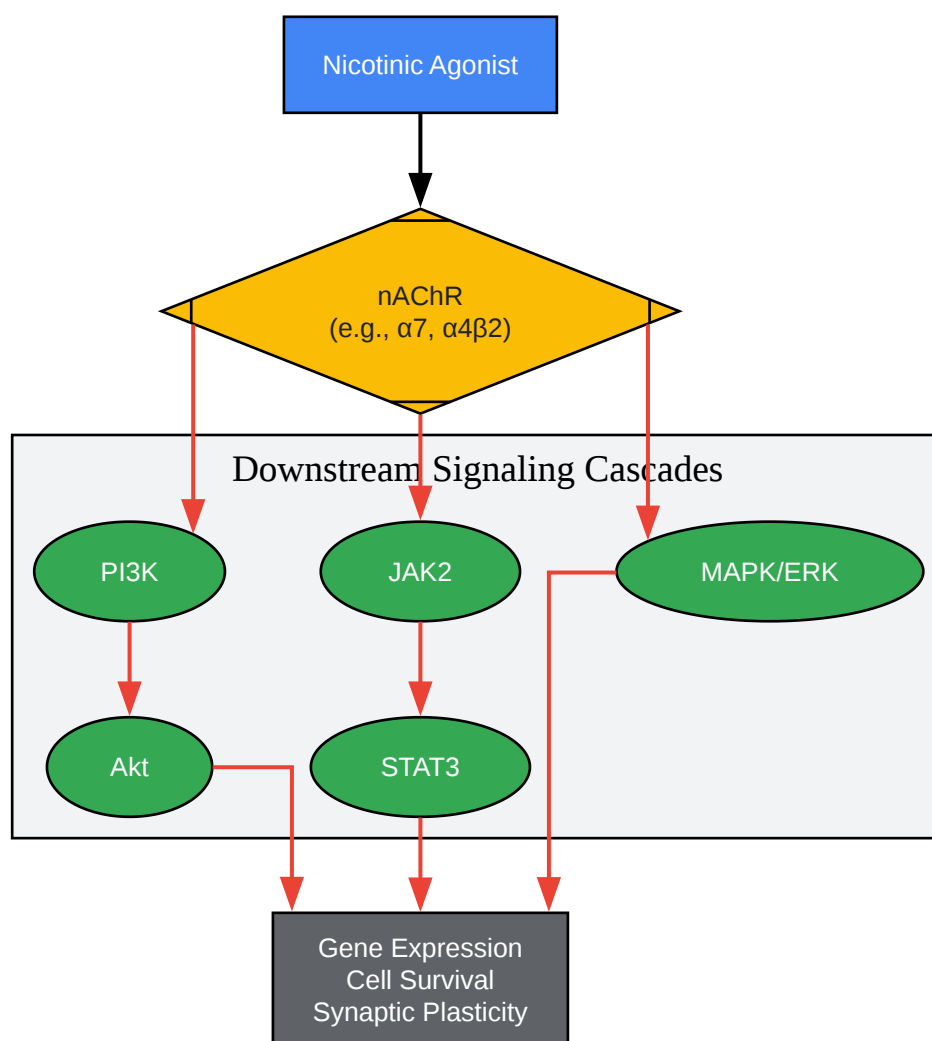 Nicotinic Agonist
nAChR
(e.g., α7, α4β2)
Downstream Signaling Cascades
PI3K
JAK2
MAPK/ERK
Akt
STAT3
Gene Expression
Cell Survival
Synaptic Plasticity